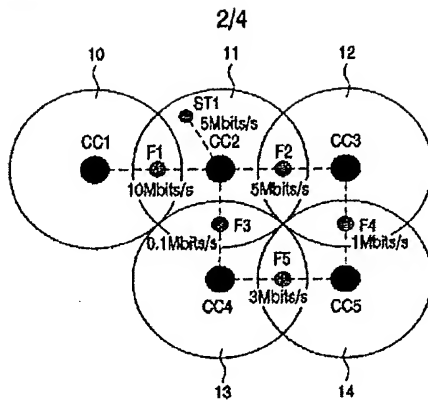 2/4
10
11
12
ST1
5Mbits/s
CC1
F1
CC2
F2
CC3
10Mbits/s
5Mbits/s
F3
F4
0.1Mbits/s
1Mbits/s
F5
CC4
3Mbits/s
CC5
13
14